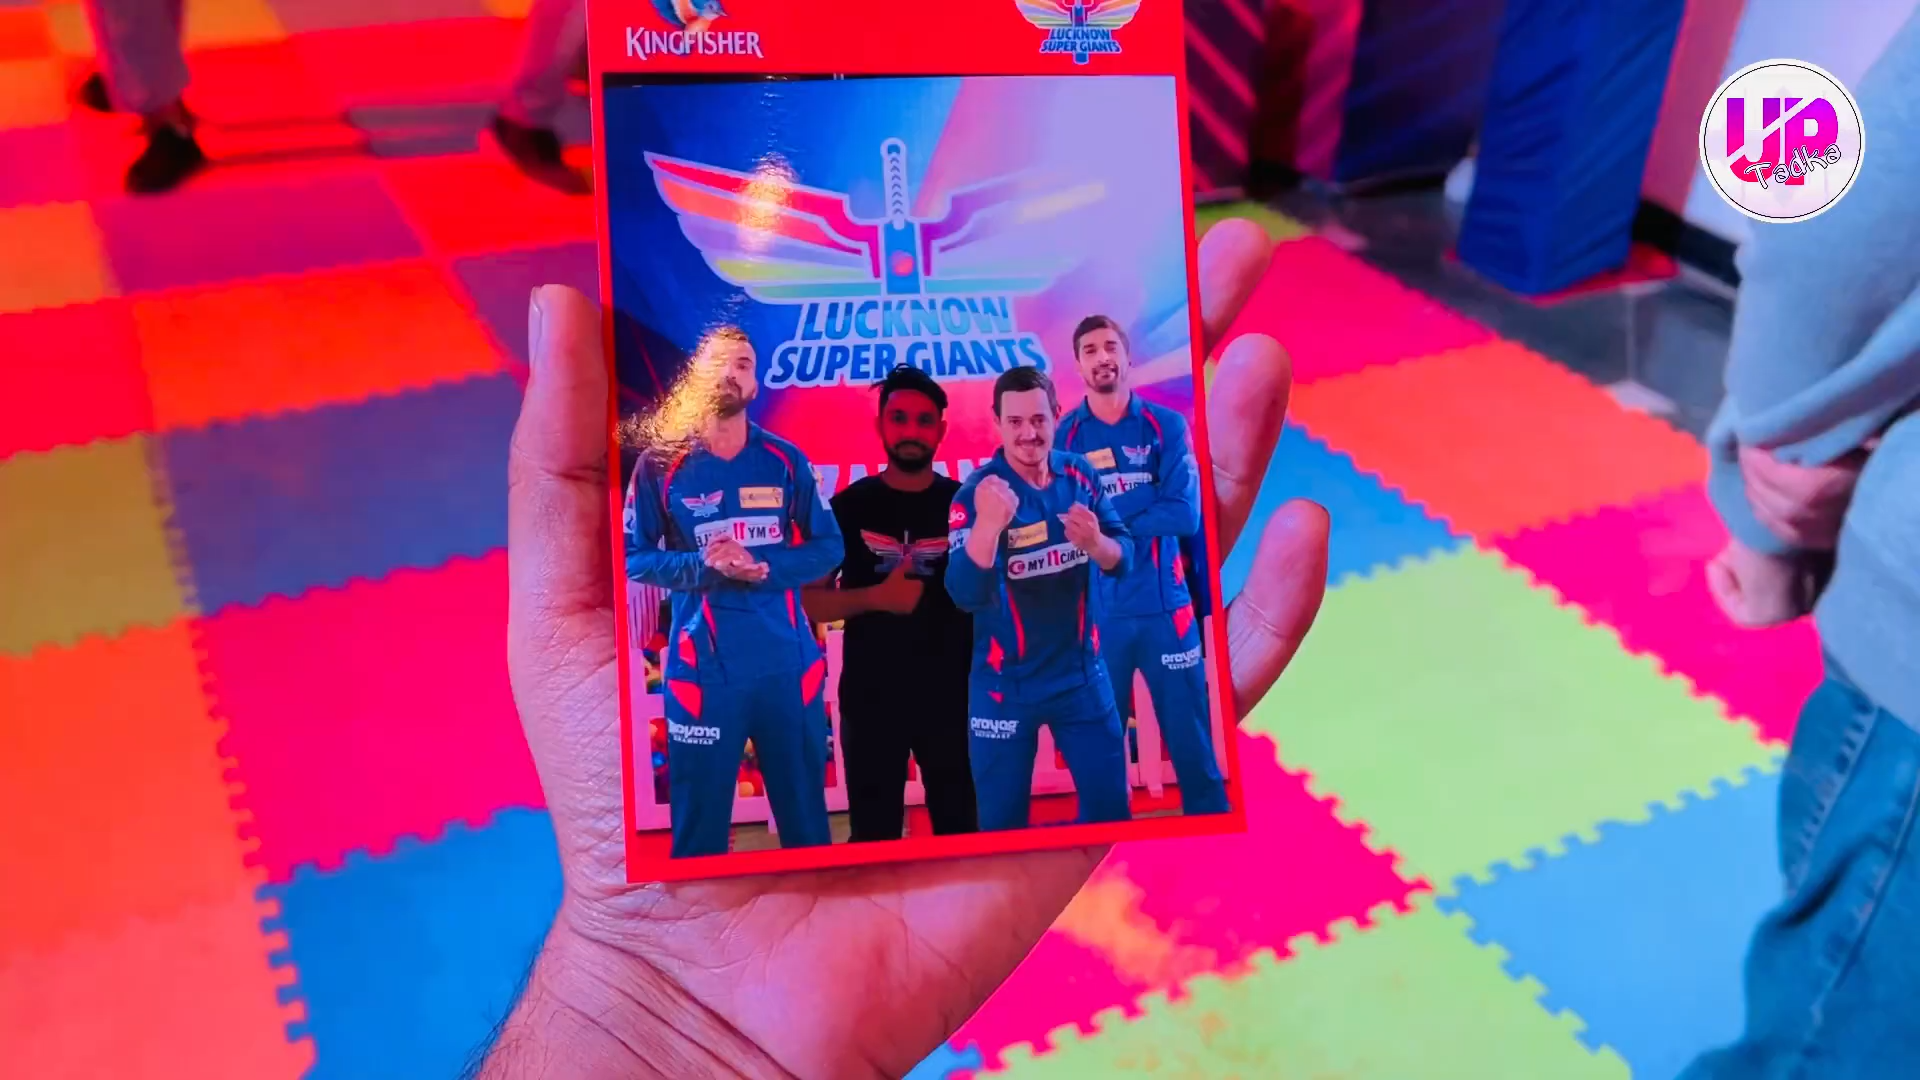 KINGFISHER
LUCKNOW
SUPER GIANTS
UP
Tadka
LUCKNOW
SUPER GIANTS
MY 11 CIRCLE
prayag
prayag